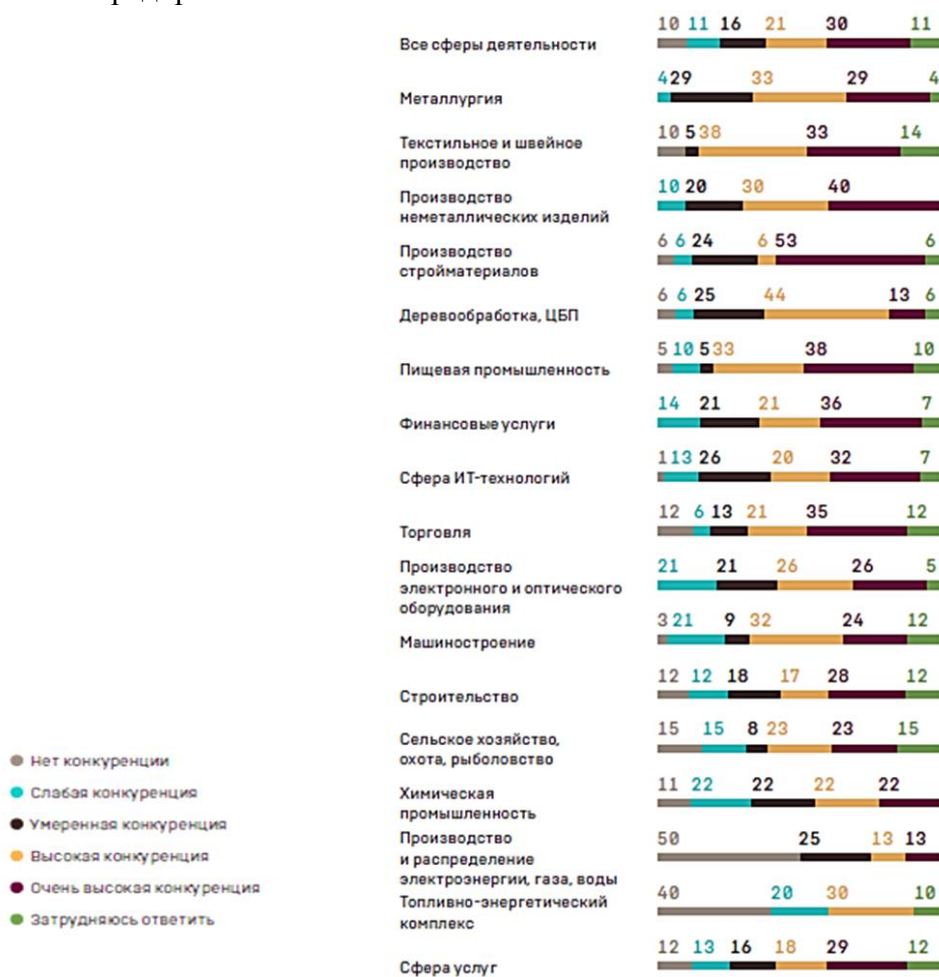 Все сферы деятельности
10 11 16 21 30 11
Металлургия
4 29 33 29 4
Текстильное и швейное
производство
10 5 38 33 14
Производство
неметаллических изделий
10 20 30 40
Производство
стройматериалов
6 6 24 6 53 6
Деревообработка, ЦБП
6 6 25 44 13 6
Пищевая промышленность
5 10 5 33 38 10
Финансовые услуги
14 21 21 36 7
Сфера ИТ-технологий
1 13 26 20 32 7
Торговля
12 6 13 21 35 12
Производство
электронного и оптического
оборудования
21 21 26 26 5
Машиностроение
3 21 9 32 24 12
Строительство
12 12 18 17 28 12
Сельское хозяйство,
охота, рыболовство
15 15 8 23 23 15
Химическая
промышленность
11 22 22 22 22
Производство
и распределение
электроэнергии, газа, воды
50 25 13 13
Топливно-энергетический
комплекс
40 20 30 10
Сфера услуг
12 13 16 18 29 12
Нет конкуренции
Слабая конкуренция
Умеренная конкуренция
Высокая конкуренция
Очень высокая конкуренция
Затрудняюсь ответить